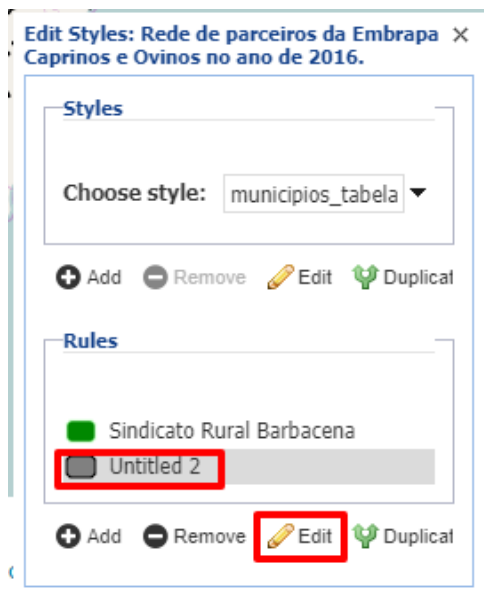 Edit Styles: Rede de parceiros da Embrapa
Caprinos e Ovinos no ano de 2016.
Styles
Choose style: municipios_tabela
Add Remove Edit Duplicat
Rules
Sindicato Rural Barbacena
Untitled 2
Add Remove Edit Duplicat